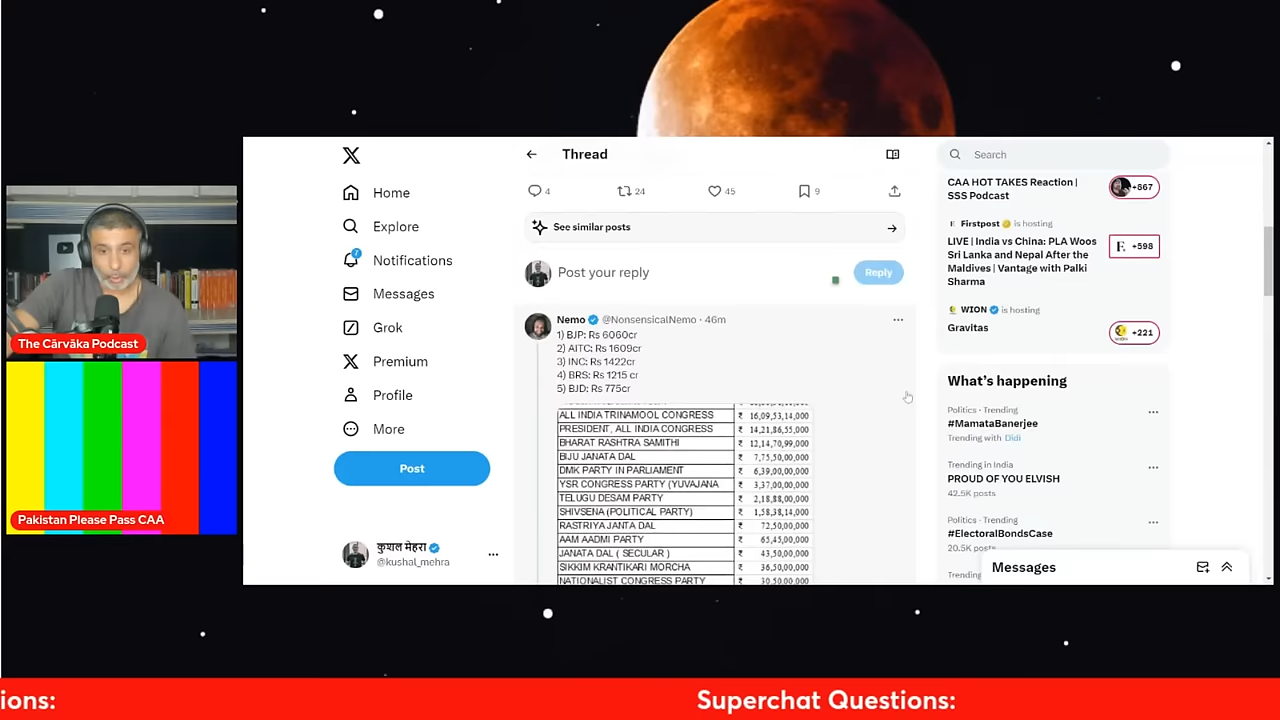 The Cārvāka Podcast
Pakistan Please Pass CAA
Home
Explore
Notifications
Messages
Grok
Premium
Profile
More
Post
कुशल मेहरा
@kushal_mehra
Thread
4
24
45
9
See similar posts
Post your reply
Reply
Nemo @NonsensicalNemo · 46m
1) BJP: Rs 6060cr
2) AITC: Rs 1609cr
3) INC: Rs 1422cr
4) BRS: Rs 1215 cr
5) BJD: Rs 775cr
ALL INDIA TRINAMOOL CONGRESS ₹ 16,09,53,14,000
PRESIDENT, ALL INDIA CONGRESS ₹ 14,21,86,55,000
BHARAT RASHTRA SAMITHI ₹ 12,14,70,99,000
BIJU JANATA DAL ₹ 7,75,50,00,000
DMK PARTY IN PARLIAMENT ₹ 6,39,00,00,000
YSR CONGRESS PARTY (YUVAJANA ₹ 3,37,00,00,000
TELUGU DESAM PARTY ₹ 2,18,88,00,000
SHIVSENA (POLITICAL PARTY) ₹ 1,58,38,14,000
RASTRIYA JANTA DAL ₹ 72,50,00,000
AAM AADMI PARTY ₹ 65,45,00,000
JANATA DAL ( SECULAR ) ₹ 43,50,00,000
SIKKIM KRANTIKARI MORCHA ₹ 36,50,00,000
NATIONALIST CONGRESS PARTY ₹ 30,50,00,000
Search
CAA HOT TAKES Reaction |
SSS Podcast
+867
Firstpost is hosting
LIVE | India vs China: PLA Woos
Sri Lanka and Nepal After the
Maldives | Vantage with Palki
Sharma
+598
WION is hosting
Gravitas
+221
What's happening
Politics · Trending
#MamataBanerjee
Trending with Didi
Trending in India
PROUD OF YOU ELVISH
42.5K posts
Politics · Trending
#ElectoralBondsCase
20.5K posts
Trending
Messages
ions:
Superchat Questions: